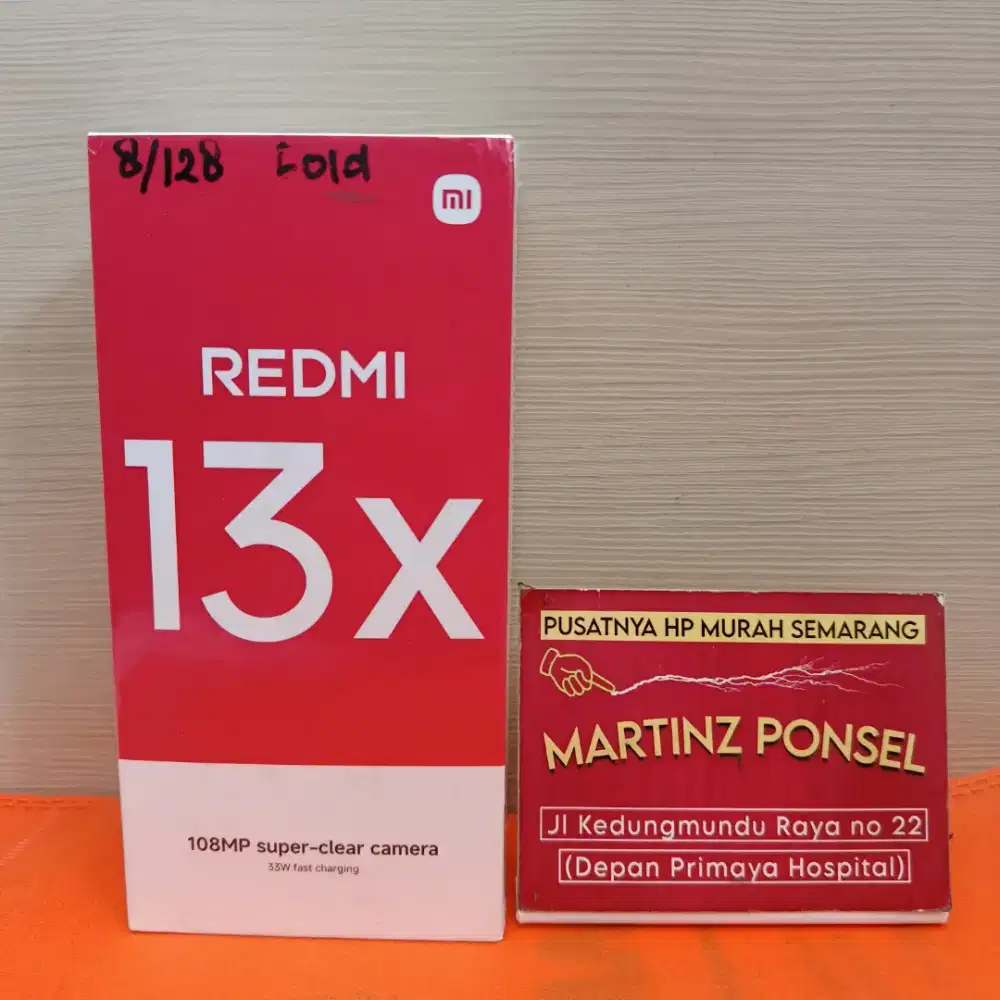 8/128 Gold
mi
REDMI
13x
108MP super-clear camera
33W fast charging
PUSATNYA HP MURAH SEMARANG
MARTINZ PONSEL
Jl Kedungmundu Raya no 22
(Depan Primaya Hospital)